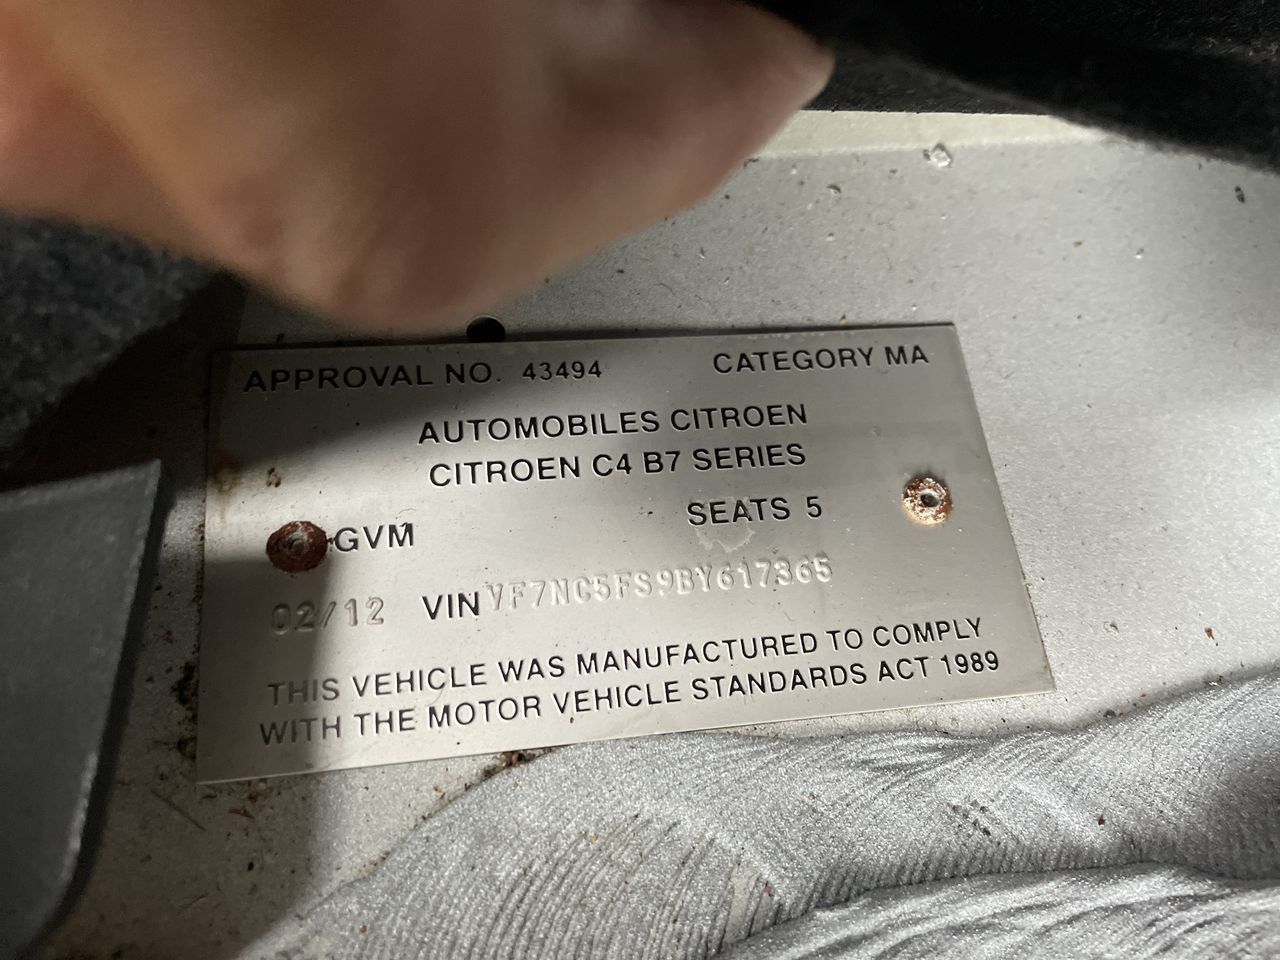 APPROVAL NO. 43494 CATEGORY MA
AUTOMOBILES CITROEN
CITROEN C4 B7 SERIES
GVM SEATS 5
02/12 VIN VF7NC5FS9BY617365
THIS VEHICLE WAS MANUFACTURED TO COMPLY
WITH THE MOTOR VEHICLE STANDARDS ACT 1989